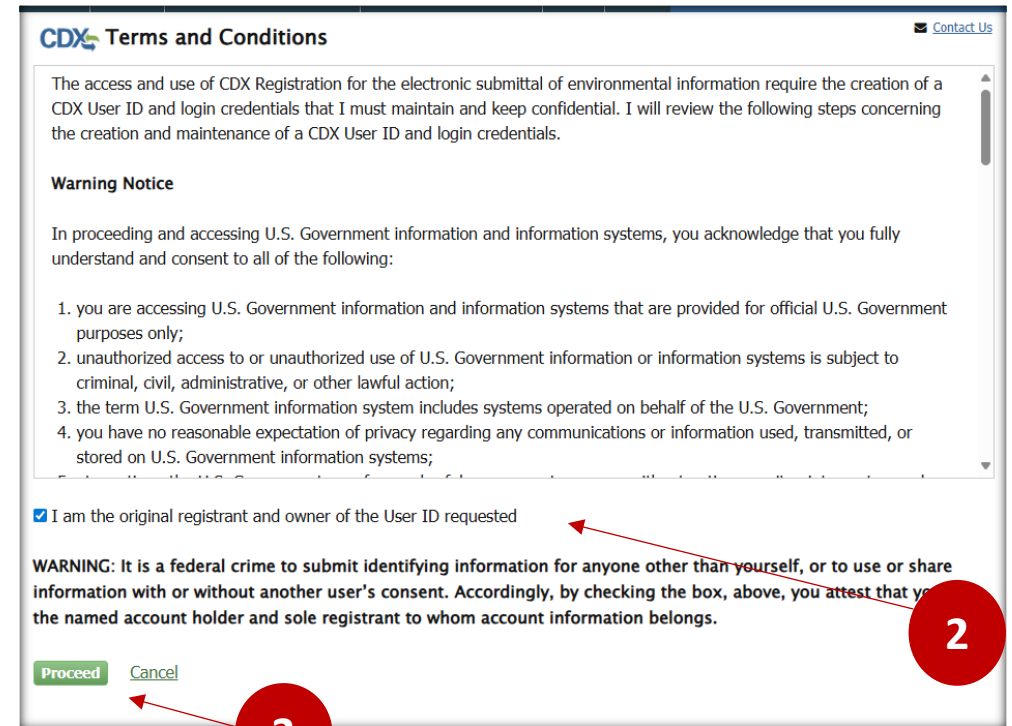 CDX Terms and Conditions
Contact Us
The access and use of CDX Registration for the electronic submittal of environmental information require the creation of a
CDX User ID and login credentials that I must maintain and keep confidential. I will review the following steps concerning
the creation and maintenance of a CDX User ID and login credentials.
Warning Notice
In proceeding and accessing U.S. Government information and information systems, you acknowledge that you fully
understand and consent to all of the following:
1. you are accessing U.S. Government information and information systems that are provided for official U.S. Government
purposes only;
2. unauthorized access to or unauthorized use of U.S. Government information or information systems is subject to
criminal, civil, administrative, or other lawful action;
3. the term U.S. Government information system includes systems operated on behalf of the U.S. Government;
4. you have no reasonable expectation of privacy regarding any communications or information used, transmitted, or
stored on U.S. Government information systems;
I am the original registrant and owner of the User ID requested
WARNING: It is a federal crime to submit identifying information for anyone other than yourself, or to use or share
information with or without another user's consent. Accordingly, by checking the box, above, you attest that
the named account holder and sole registrant to whom account information belongs.
2
Proceed Cancel